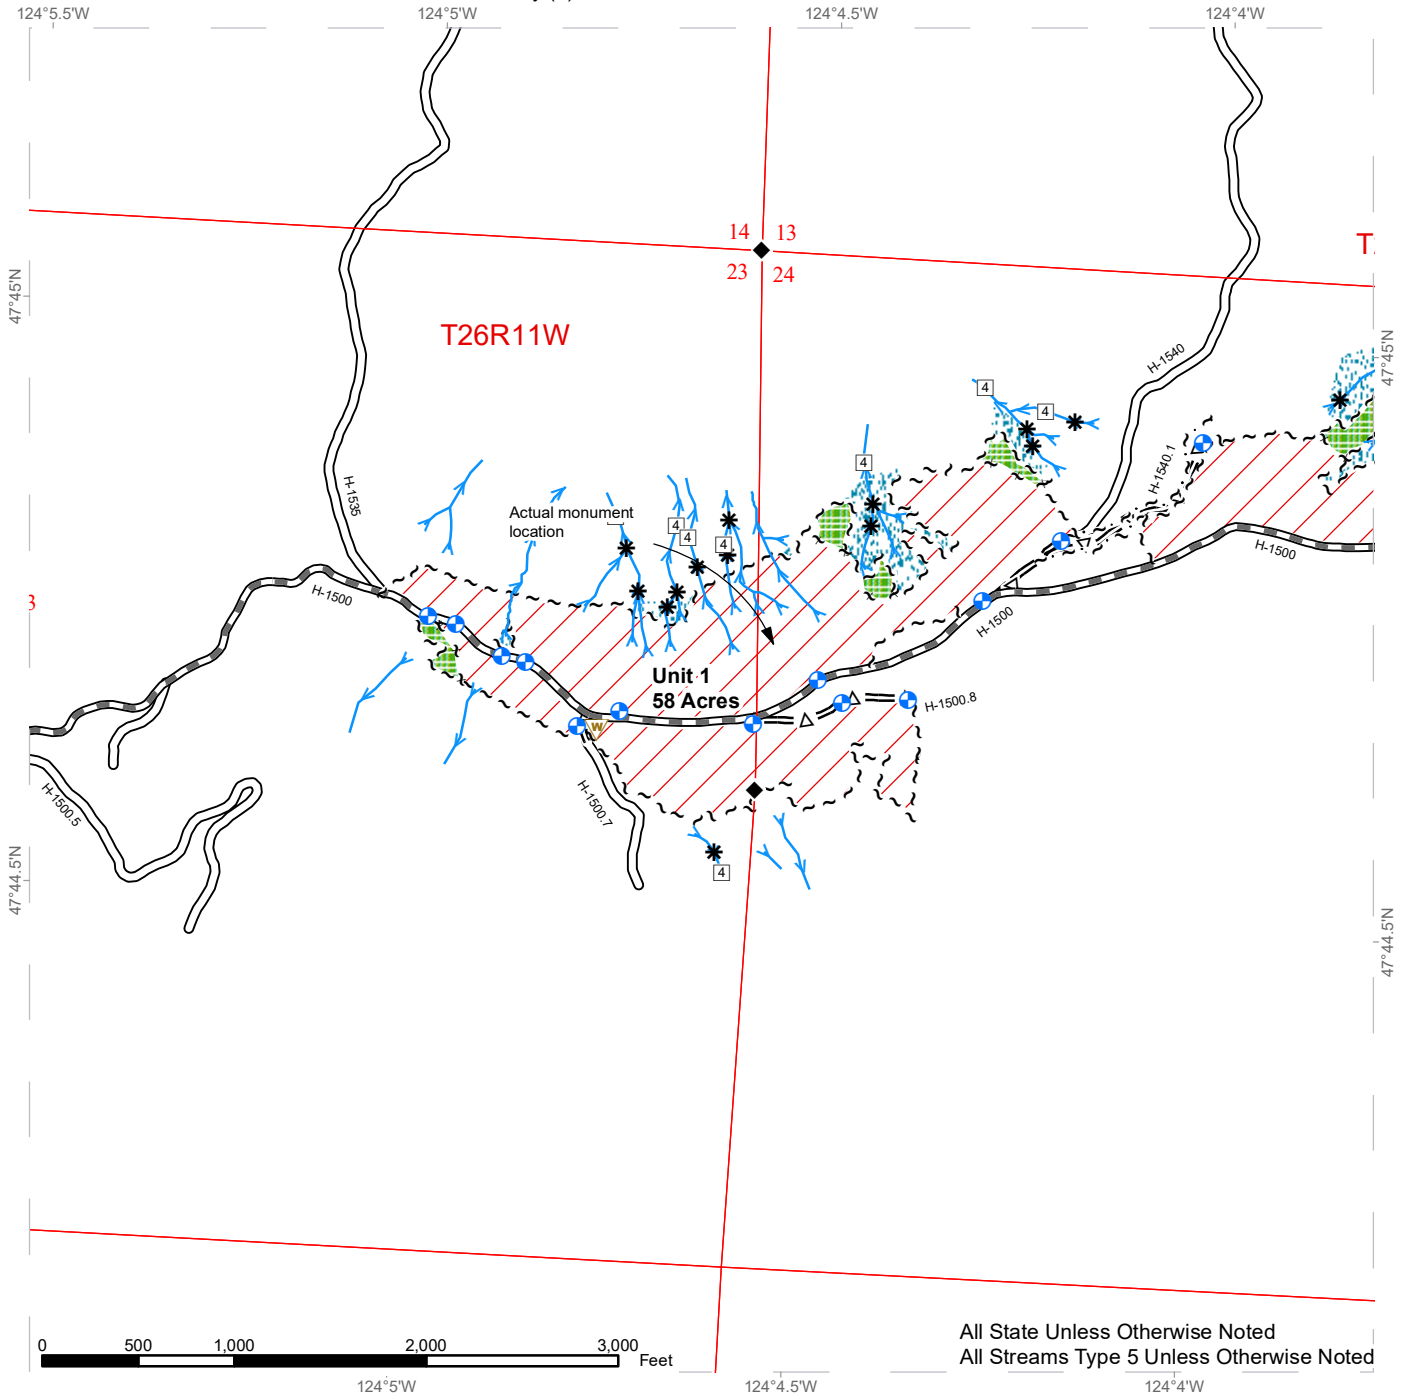 124°5.5'W
124°5'W
124°4.5'W
124°4'W
14
13
23
24
T26R11W
47°45'N
47°45'N
H-1540
4
4
H-1540.1
4
H-1535
Actual monument
location
4
4
4
H-1500
H-1500
H-1500
3
Unit 1
58 Acres
H-1500.8
W
H-1500.5
H-1500.7
4
47°44.5'N
47°44.5'N
0
500
1,000
2,000
3,000
Feet
All State Unless Otherwise Noted
All Streams Type 5 Unless Otherwise Noted
124°5'W
124°4.5'W
124°4'W